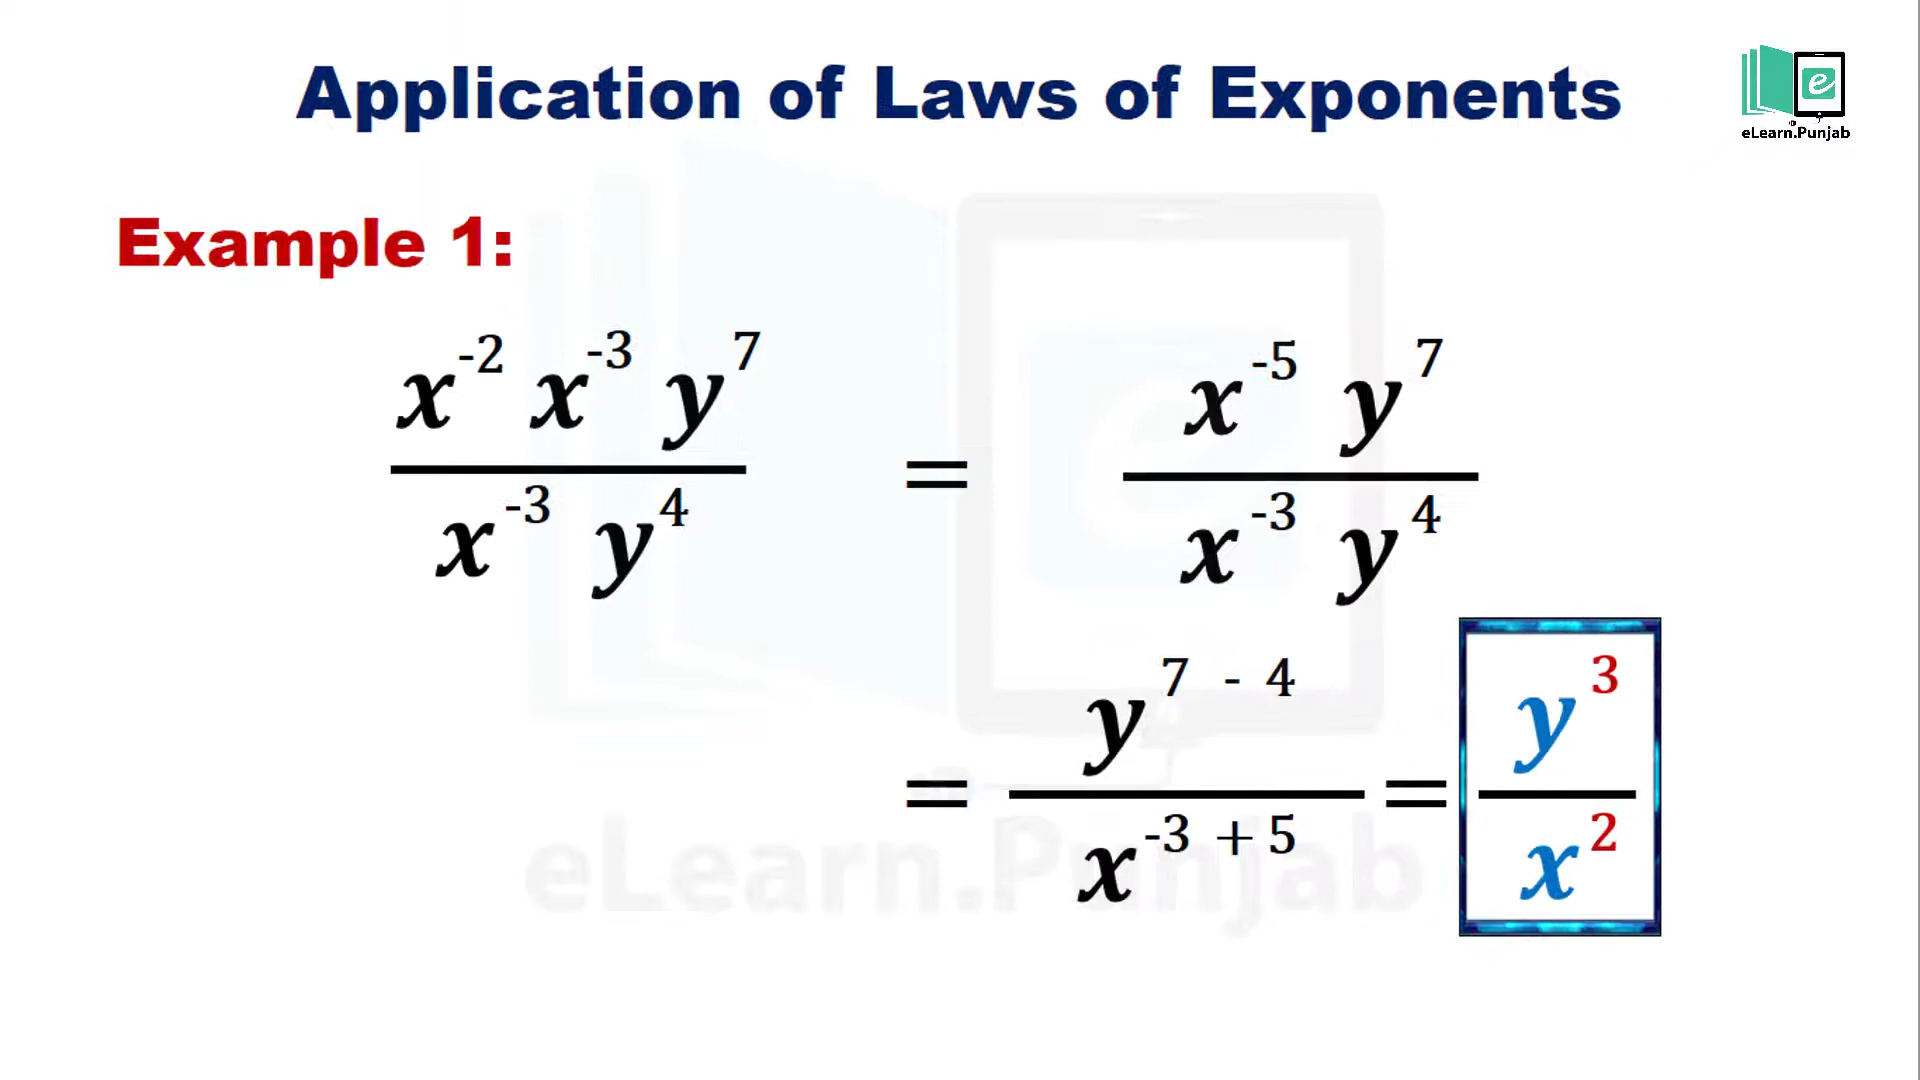 Application of Laws of Exponents
e
eLearn.Punjab
Example 1:
x^-2 x^-3 y^7 / x^-3 y^4 = x^-5 y^7 / x^-3 y^4
= y^7 - 4 / x^-3 + 5 = y^3 / x^2
eLearn.Punjab